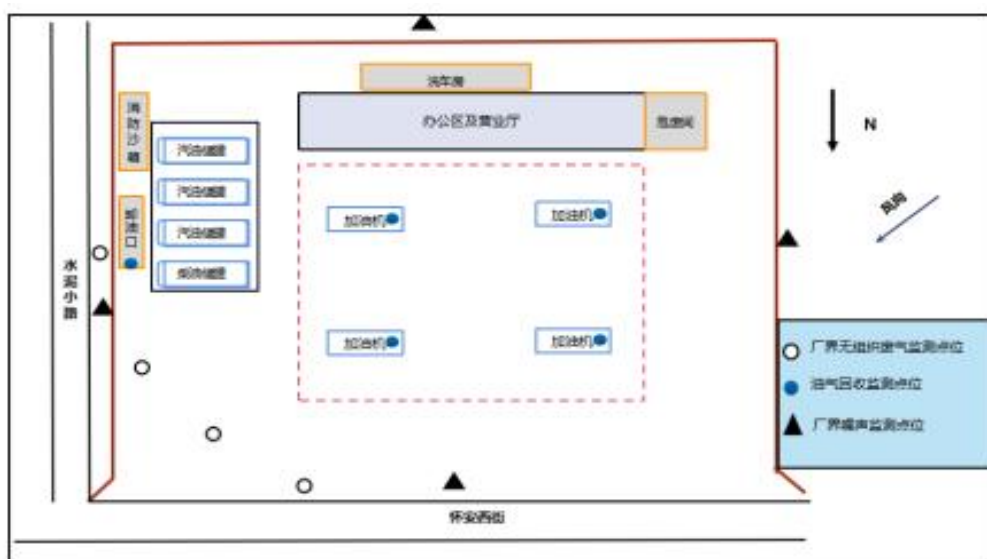 洗车房
消防沙箱
办公区及营业厅
汽油储罐
汽油储罐
加油机
加油机
卸油口
汽油储罐
柴油储罐
水泥小路
加油机
加油机
怀安西街
N
风向
厂界无组织废气监测点位
油气回收监测点位
厂界噪声监测点位